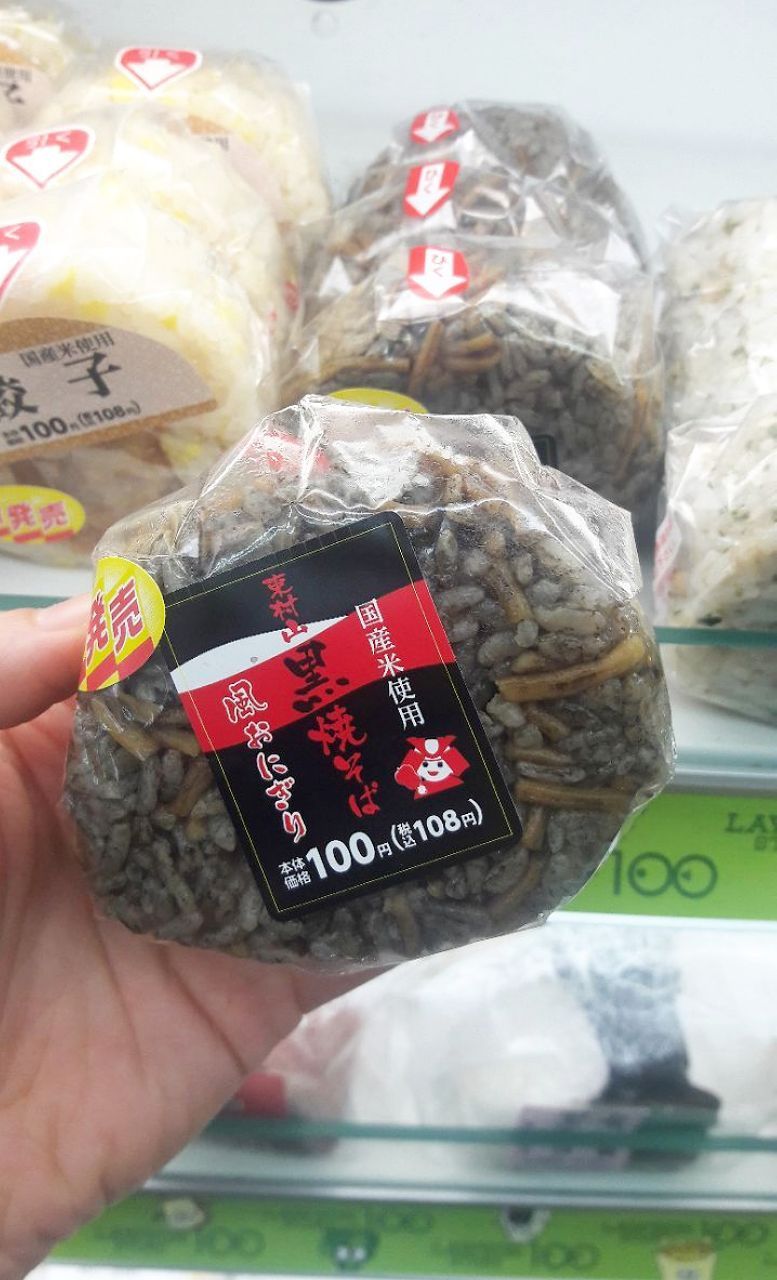 ひく
ひく
国産米使用
餃子
100円(税込108円)
発売
発売
東村山
黒焼そば
風おにぎり
国産米使用
本体価格100円(税込108円)
100
100
100